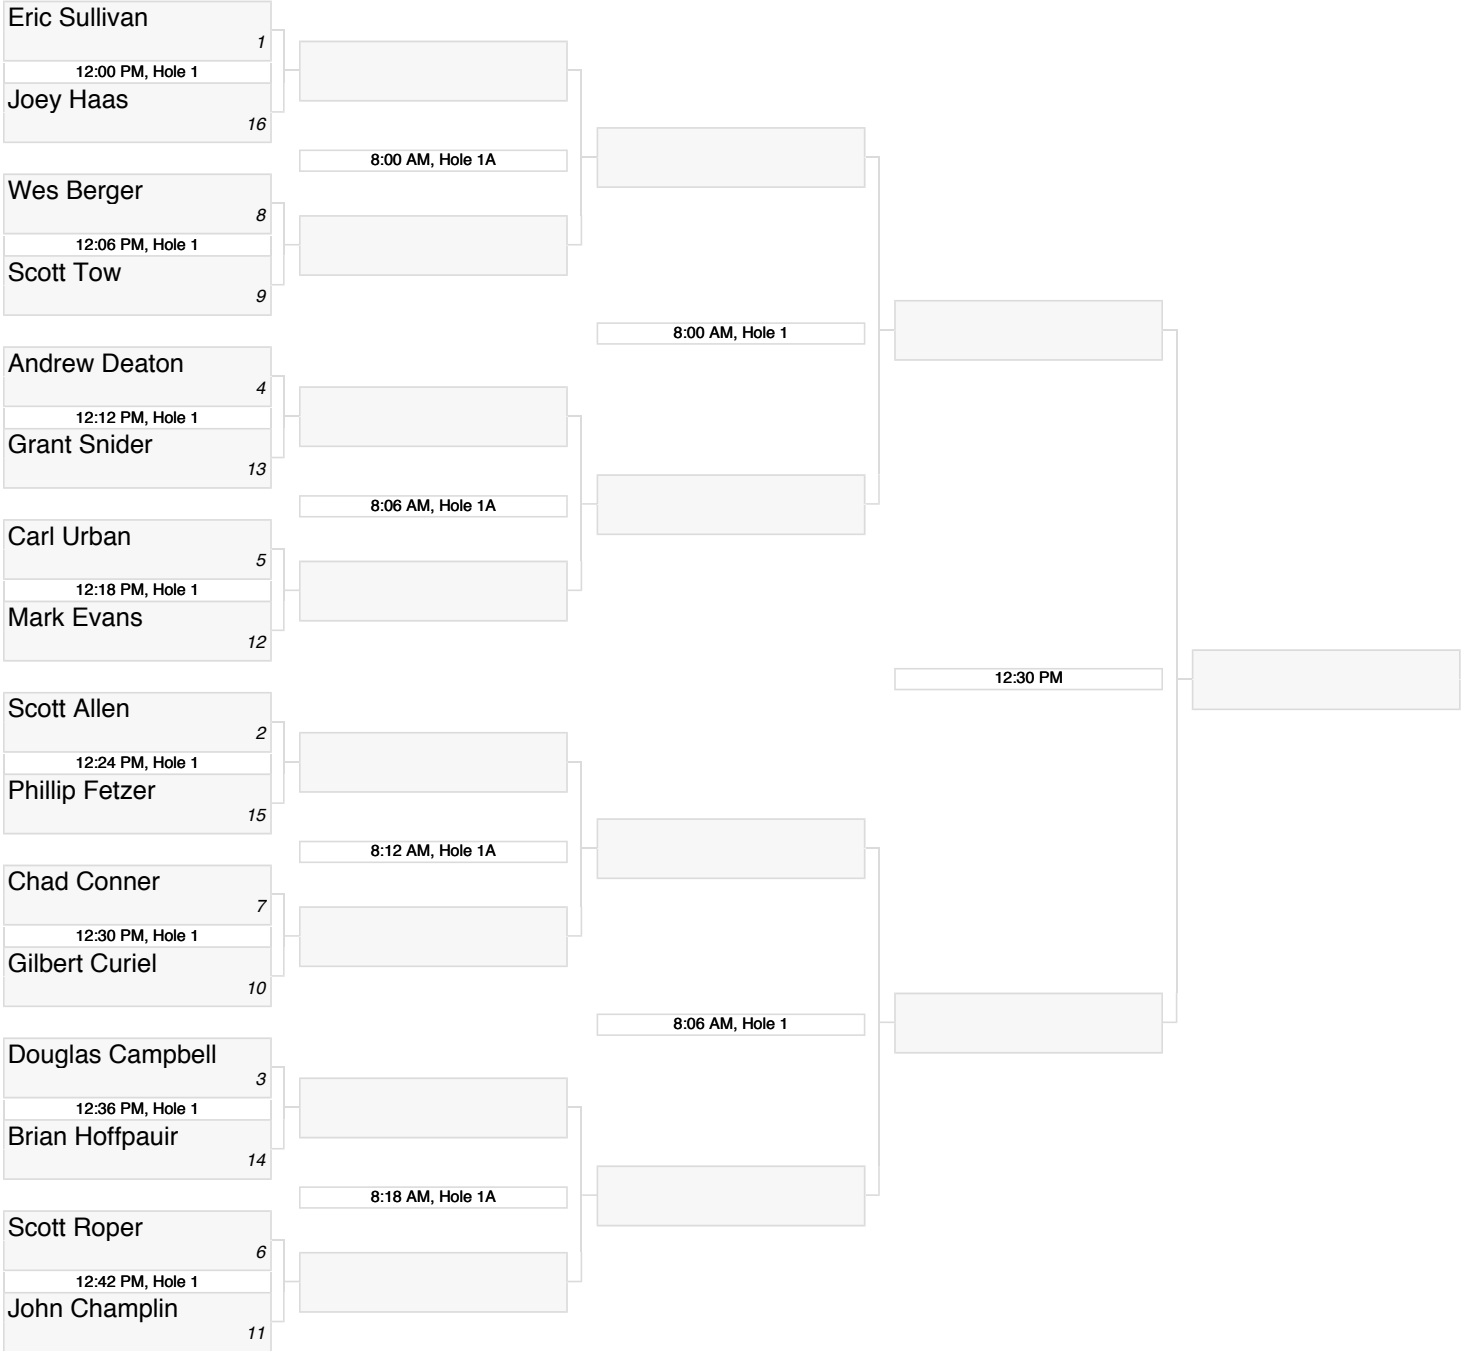 Eric Sullivan
1
12:00 PM, Hole 1
Joey Haas
16
Wes Berger
8
12:06 PM, Hole 1
Scott Tow
9
Andrew Deaton
4
12:12 PM, Hole 1
Grant Snider
13
Carl Urban
5
12:18 PM, Hole 1
Mark Evans
12
Scott Allen
2
12:24 PM, Hole 1
Phillip Fetzer
15
Chad Conner
7
12:30 PM, Hole 1
Gilbert Curiel
10
Douglas Campbell
3
12:36 PM, Hole 1
Brian Hoffpauir
14
Scott Roper
6
12:42 PM, Hole 1
John Champlin
11
8:00 AM, Hole 1A
8:06 AM, Hole 1A
8:12 AM, Hole 1A
8:18 AM, Hole 1A
8:00 AM, Hole 1
8:06 AM, Hole 1
12:30 PM